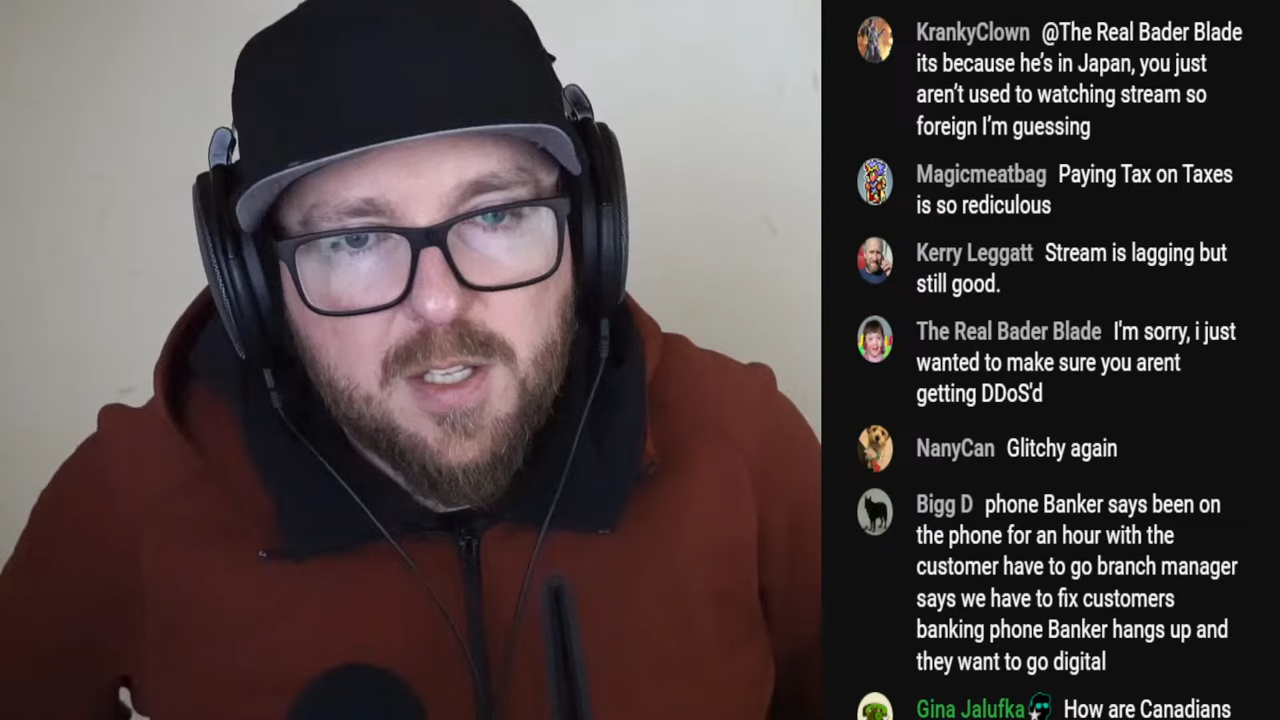 KrankyClown @The Real Bader Blade
its because he's in Japan, you just
aren't used to watching stream so
foreign I'm guessing
Magicmeatbag Paying Tax on Taxes
is so rediculous
Kerry Leggatt Stream is lagging but
still good.
The Real Bader Blade I'm sorry, i just
wanted to make sure you arent
getting DDoS'd
NanyCan Glitchy again
Bigg D phone Banker says been on
the phone for an hour with the
customer have to go branch manager
says we have to fix customers
banking phone Banker hangs up and
they want to go digital
Gina Jalufka How are Canadians